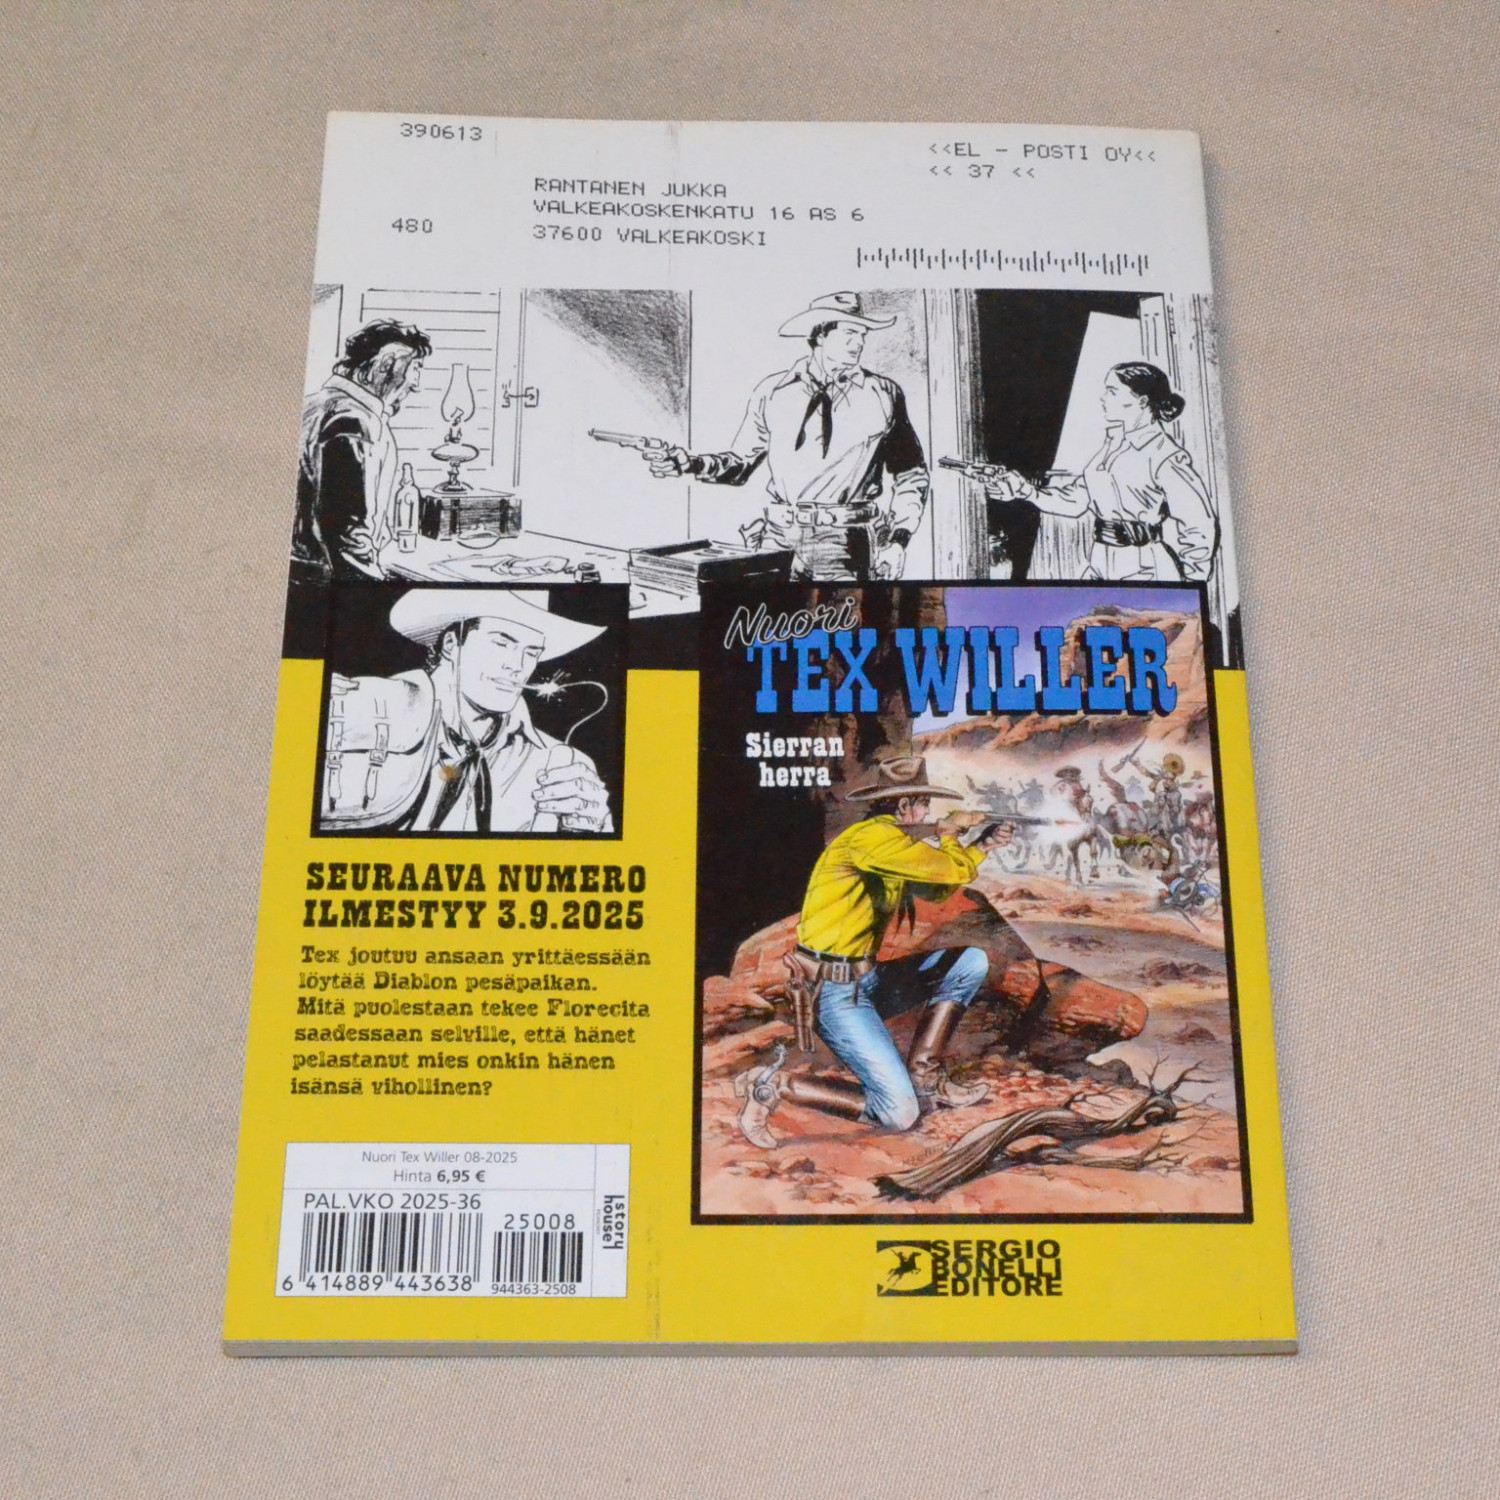 390613
<<EL - POSTI OY<<
<< 37 <<
RANTANEN JUKKA
VALKEAKOSKENKATU 16 AS 6
480
37600 VALKEAKOSKI
Nuori
TEX WILLER
Sierran
herra
SEURAAVA NUMERO
ILMESTYY 3.9.2025
Tex joutuu ansaan yrittäessään
löytää Diablon pesäpaikan.
Mitä puolestaan tekee Florecita
saadessaan selville, että hänet
pelastanut mies onkin hänen
isänsä vihollinen?
Nuori Tex Willer 08-2025
Hinta 6,95 €
PAL.VKO 2025-36
25008
6 414889 443638
944363-2508
story
house
SERGIO
BONELLI
EDITORE